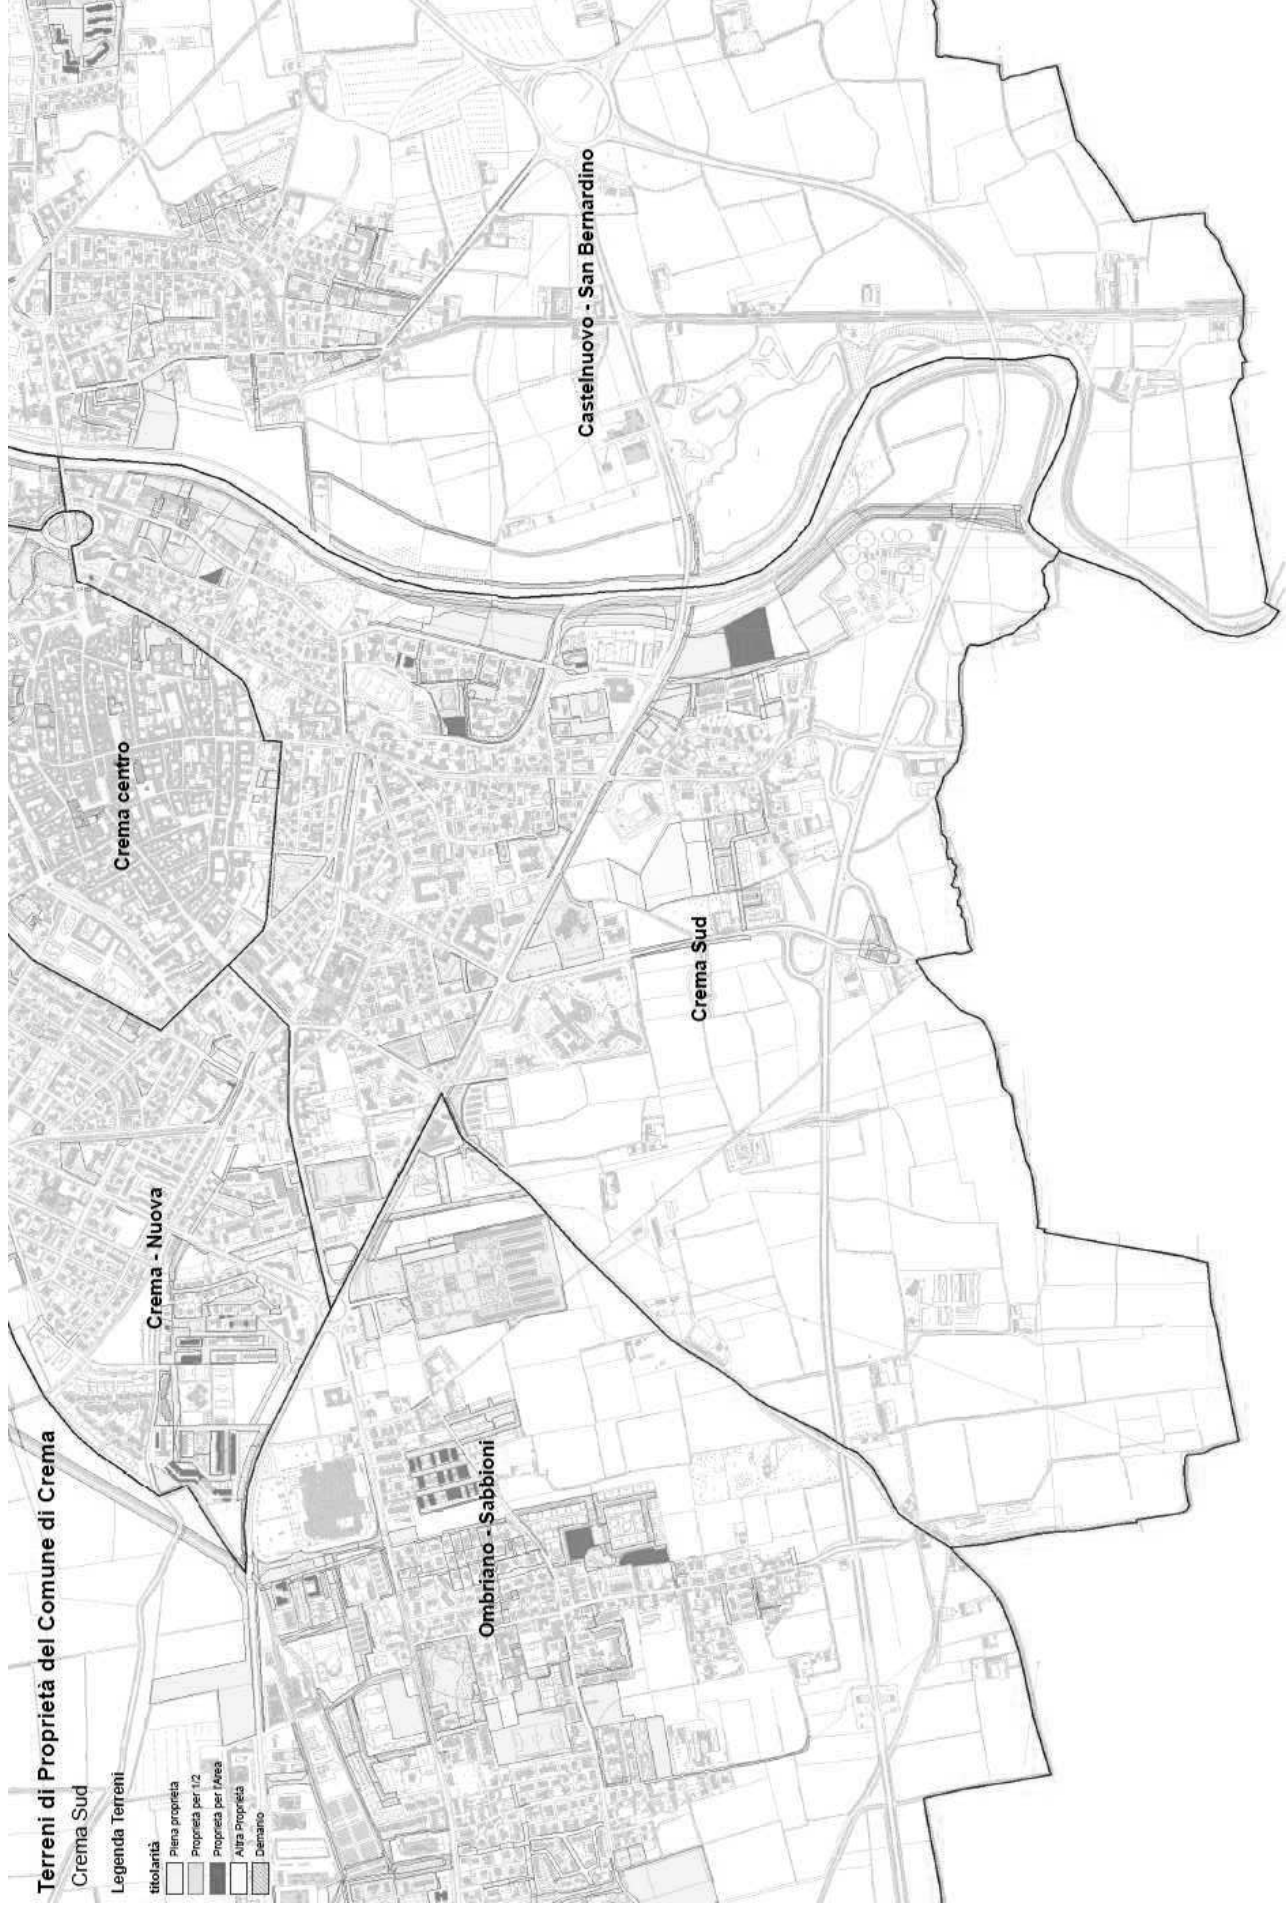 Terreni di Proprietà del Comune di Crema
Crema Sud
Legenda Terreni
titolarità
Piena proprietà
Proprietà per 1/2
Proprietà per l'Area
Altra Proprietà
Demanio
Crema - Nuova
Crema centro
Castelnuovo - San Bernardino
Ombriano - Sabbioni
Crema Sud